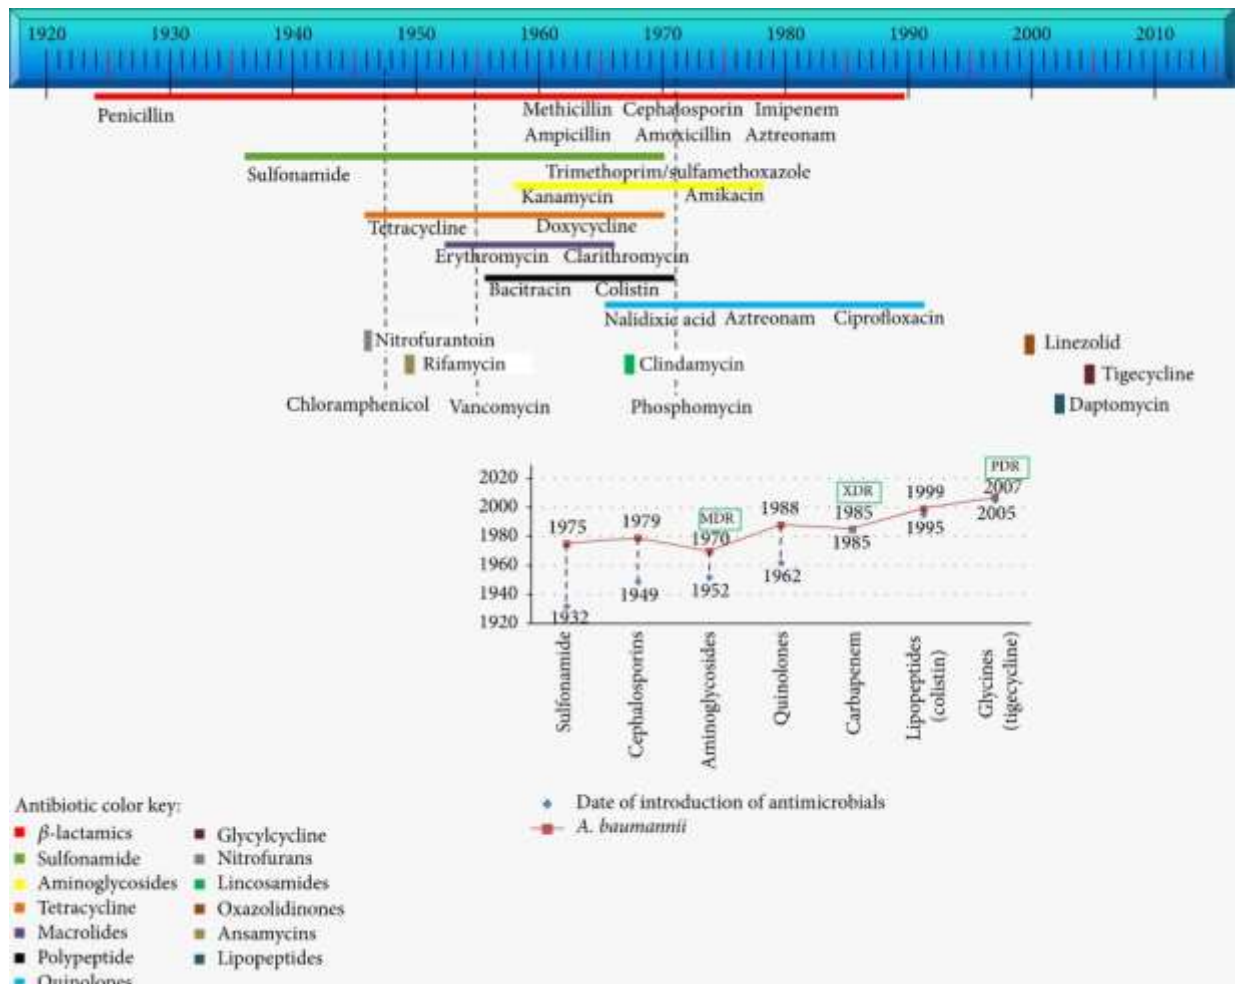 1920 1930 1940 1950 1960 1970 1980 1990 2000 2010
Penicillin Methicillin Cephalosporin Imipenem
Ampicillin Amoxicillin Aztreonam
Sulfonamide Trimethoprim/sulfamethoxazole
Kanamycin Amikacin
Tetracycline Doxycycline
Erythromycin Clarithromycin
Bacitracin Colistin
Nalidixic acid Aztreonam Ciprofloxacin
Nitrofurantoin Linezolid
Rifamycin Clindamycin
Tigecycline
Chloramphenicol Vancomycin Phosphomycin Daptomycin
PDR
2020
XDR 1999 2007
2000
MDR 1988 1985 1995 2005
1975 1979
1980
1970 1985
1960
1962
1940
1949 1952
1920
1932
Sulfonamide
Cephalosporins
Aminoglycosides
Quinolones
Carbapenem
Lipopeptides
(colistin)
Glycines
(tigecycline)
Date of introduction of antimicrobials
A. baumannii
Antibiotic color key:
β-lactamics
Sulfonamide
Aminoglycosides
Tetracycline
Macrolides
Polypeptide
Quinolones
Glycylcycline
Nitrofurans
Lincosamides
Oxazolidinones
Ansamycins
Lipopeptides